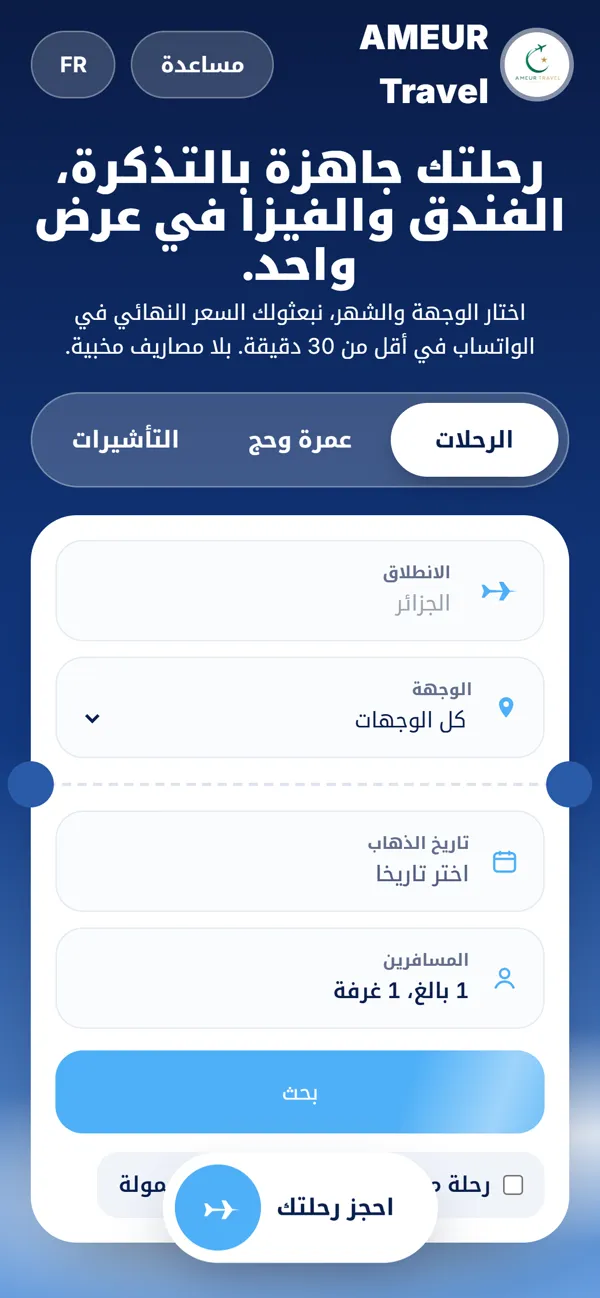 AMEUR
Travel
AMEUR TRAVEL
مساعدة
FR
رحلتك جاهزة بالتذكرة،
الفندق والفيزا في عرض
واحد.
اختار الوجهة والشهر، نبعثولك السعر النهائي في
الواتساب في أقل من 30 دقيقة. بلا مصاريف مخبية.
الرحلات
عمرة وحج
التأشيرات
الانطلاق
الجزائر
الوجهة
كل الوجهات
تاريخ الذهاب
اختر تاريخا
المسافرين
1 بالغ، 1 غرفة
بحث
رحلة
احجز رحلتك